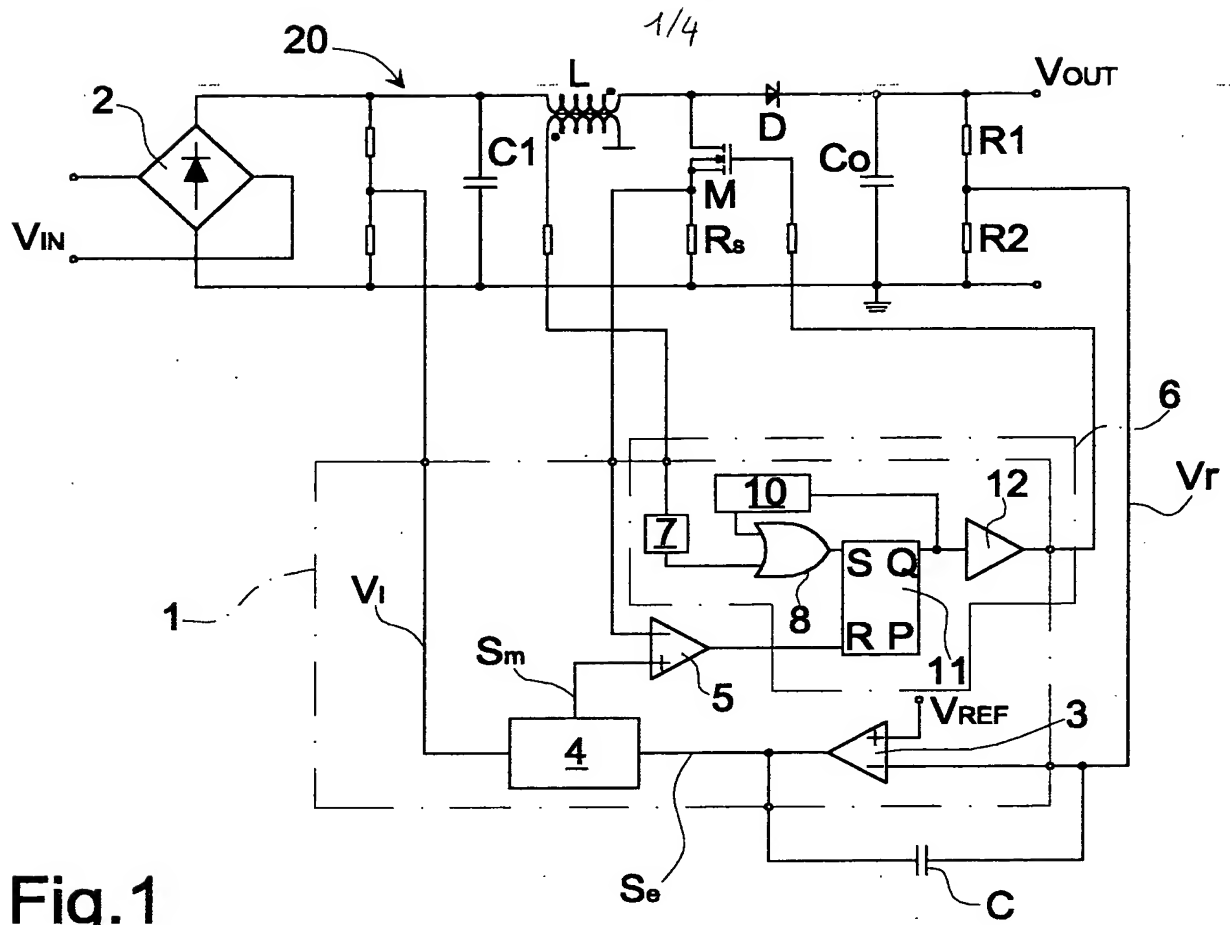 1/4
20
2
L
D
VOUT
C1
M
Co
R1
VIN
Rs
R2
6
Vr
10
12
7
8
S Q
R P
11
1
VI
Sm
5
VREF
3
4
+
−
+
−
Se
C
Fig.1